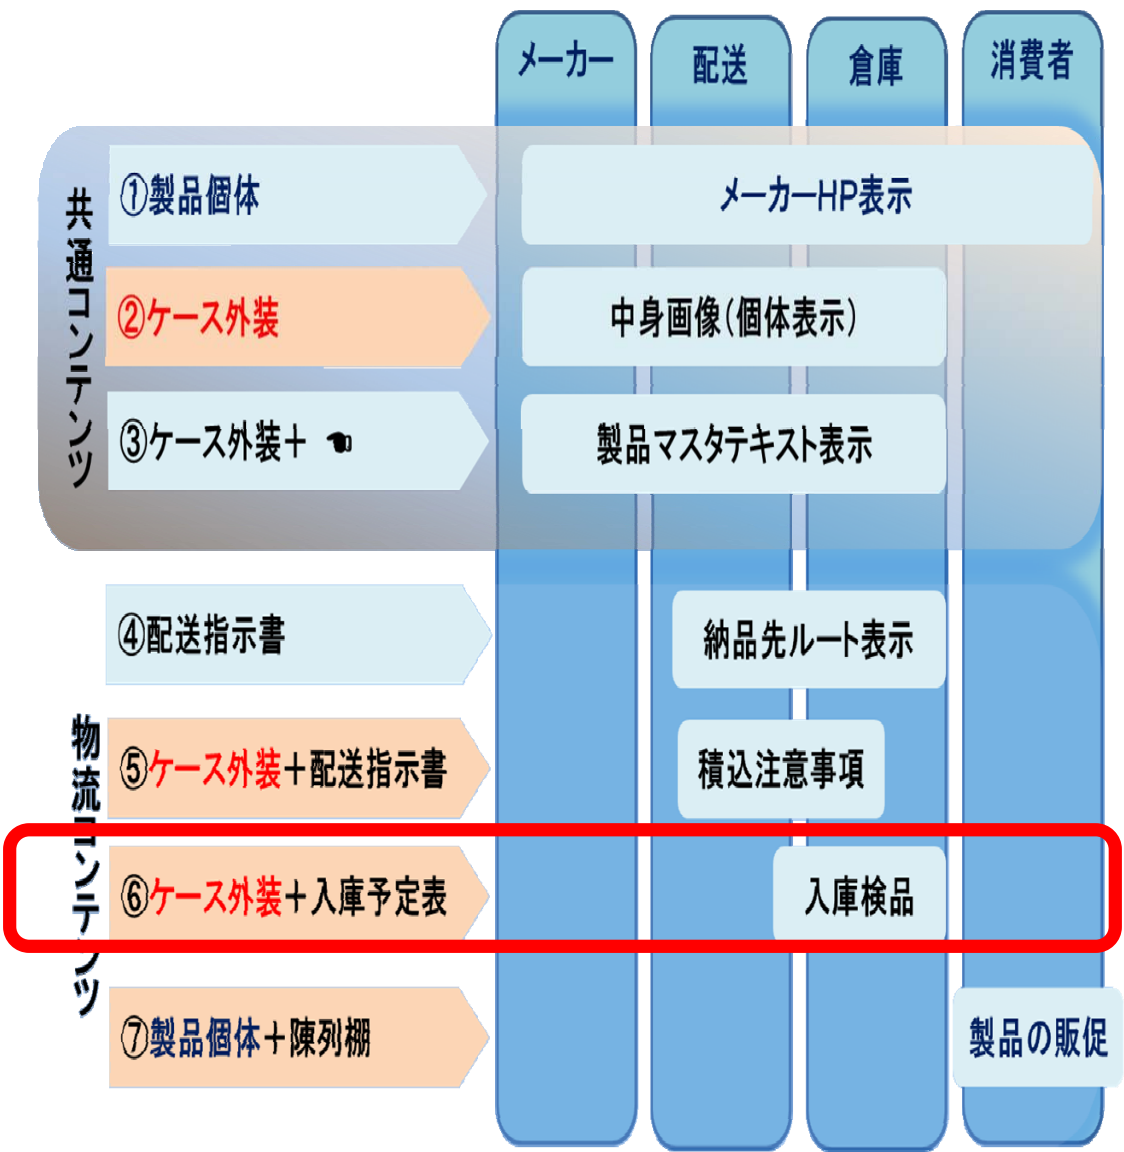 メーカー
配送
倉庫
消費者
共通コンテンツ
①製品個体
メーカーHP表示
②ケース外装
中身画像(個体表示)
③ケース外装+☚
製品マスタテキスト表示
物流コンテンツ
④配送指示書
納品先ルート表示
⑤ケース外装+配送指示書
積込注意事項
⑥ケース外装+入庫予定表
入庫検品
⑦製品個体+陳列棚
製品の販促